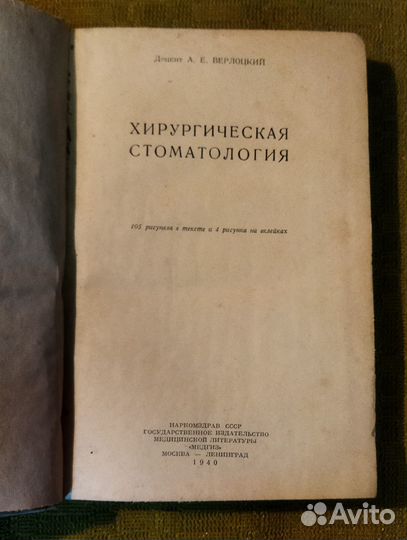 Доцент А. Е. ВЕРЛОЦКИЙ
ХИРУРГИЧЕСКАЯ
СТОМАТОЛОГИЯ
105 рисунков в тексте и 4 рисунка на вклейках
НАРКОМЗДРАВ СССР
ГОСУДАРСТВЕННОЕ ИЗДАТЕЛЬСТВО
МЕДИЦИНСКОЙ ЛИТЕРАТУРЫ
«МЕДГИЗ»
МОСКВА — ЛЕНИНГРАД
1940
Avito